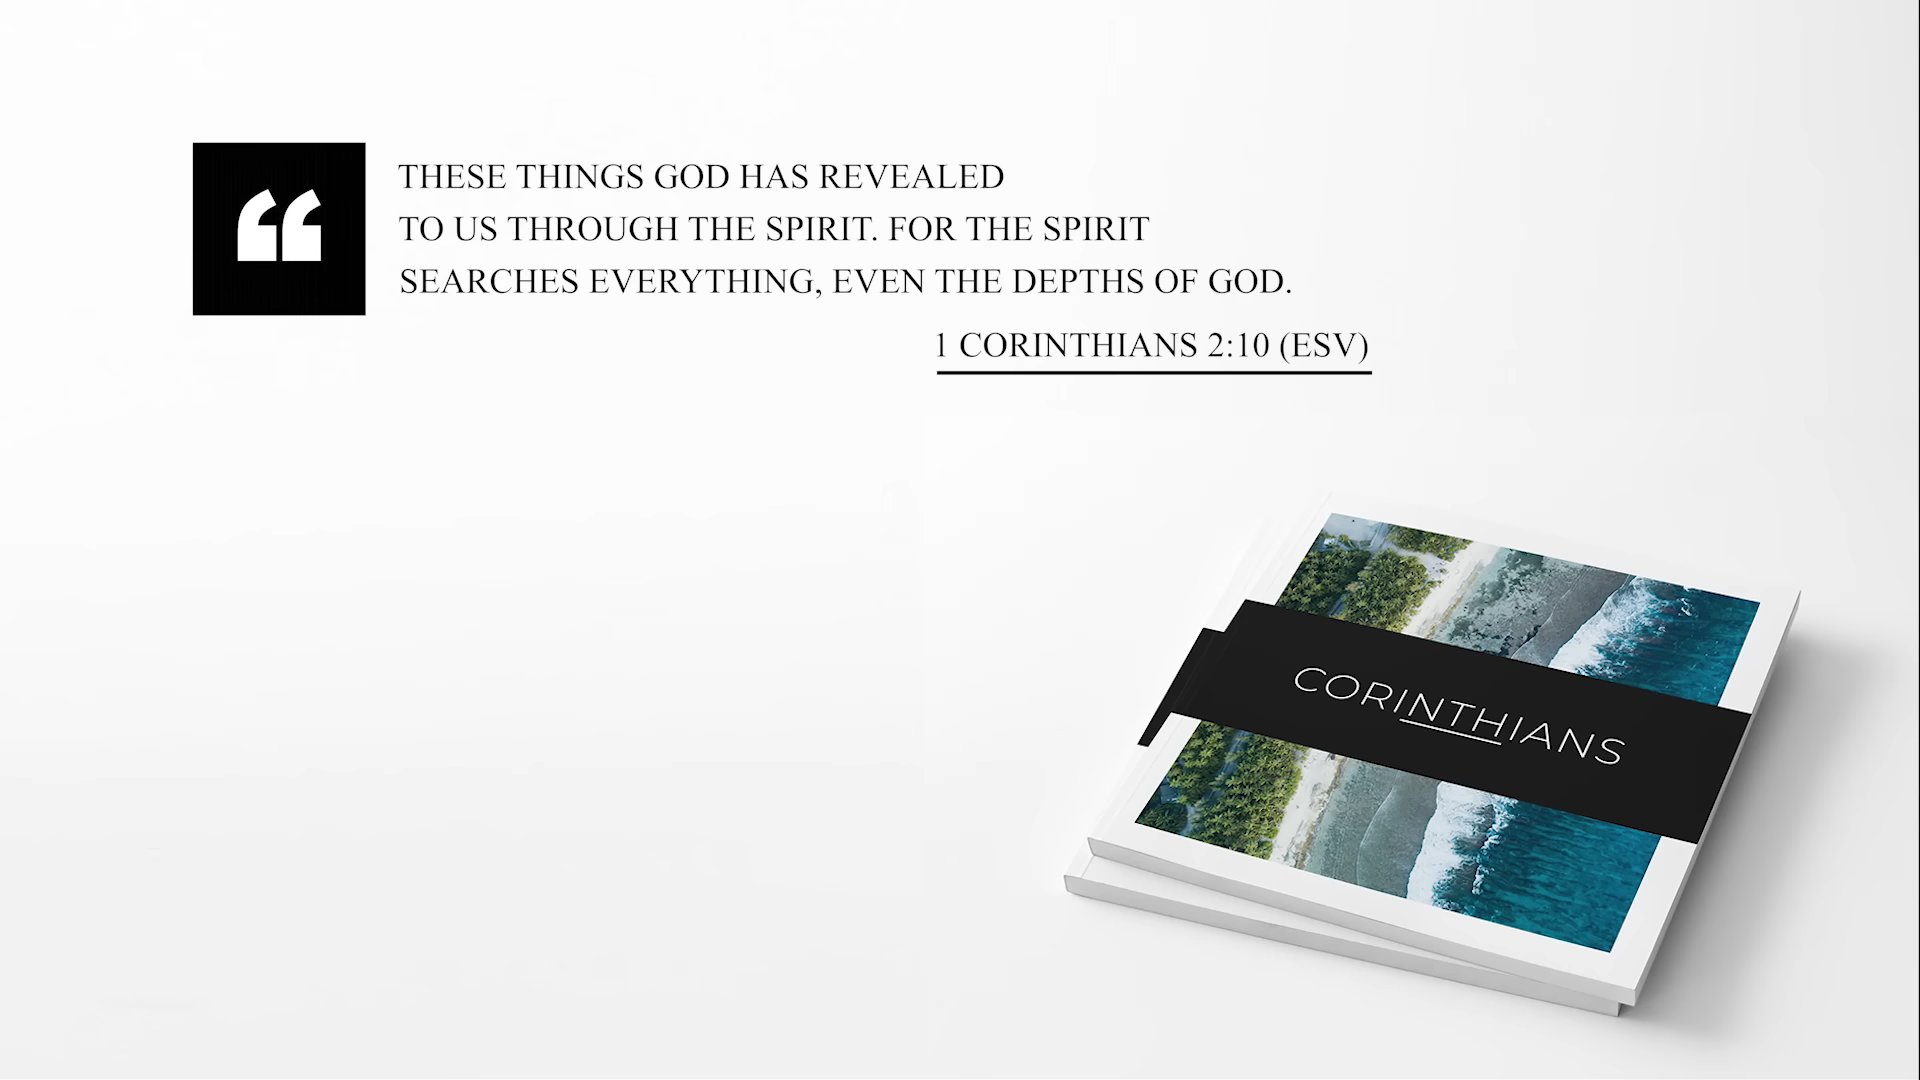 THESE THINGS GOD HAS REVEALED
TO US THROUGH THE SPIRIT. FOR THE SPIRIT
SEARCHES EVERYTHING, EVEN THE DEPTHS OF GOD.
1 CORINTHIANS 2:10 (ESV)
CORINTHIANS